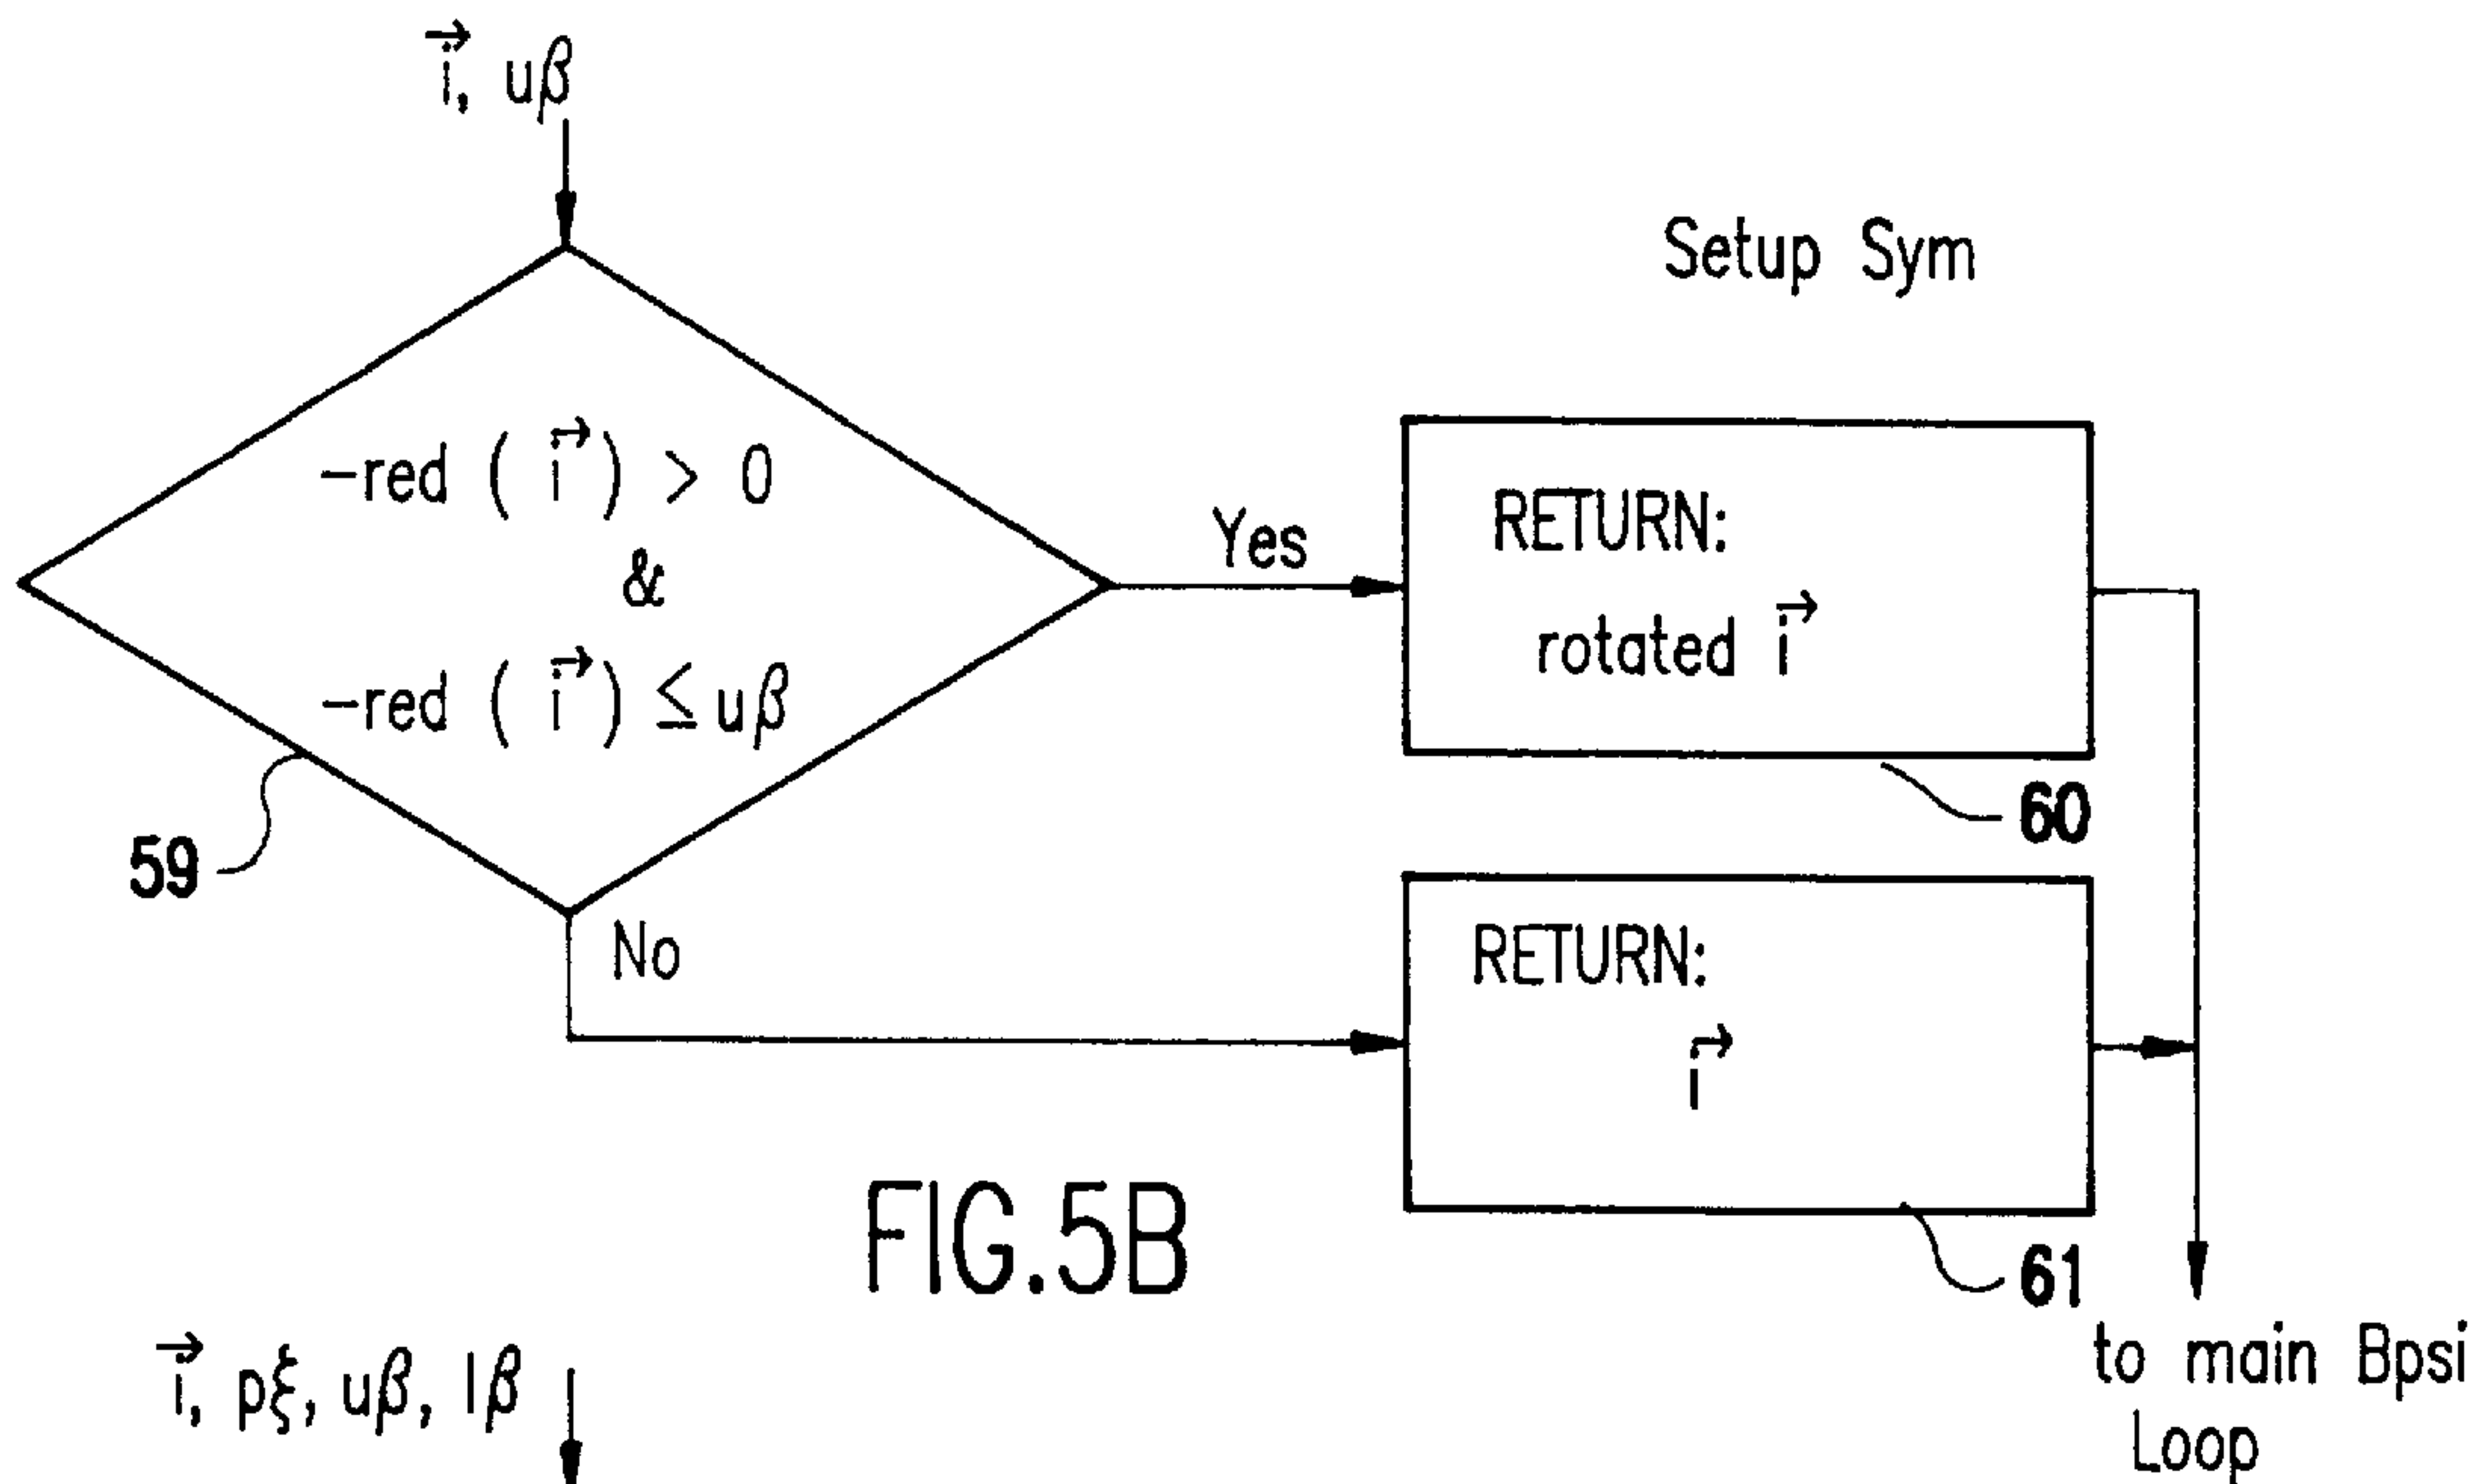 i⃗, uβ
Setup Sym
-red ( i⃗ ) > 0
&
-red ( i⃗ ) ≤ uβ
Yes
RETURN:
rotated i⃗
60
59
No
RETURN:
i⃗
FIG.5B
61
to main Bpsi
Loop
i⃗, pξ, uβ, lβ